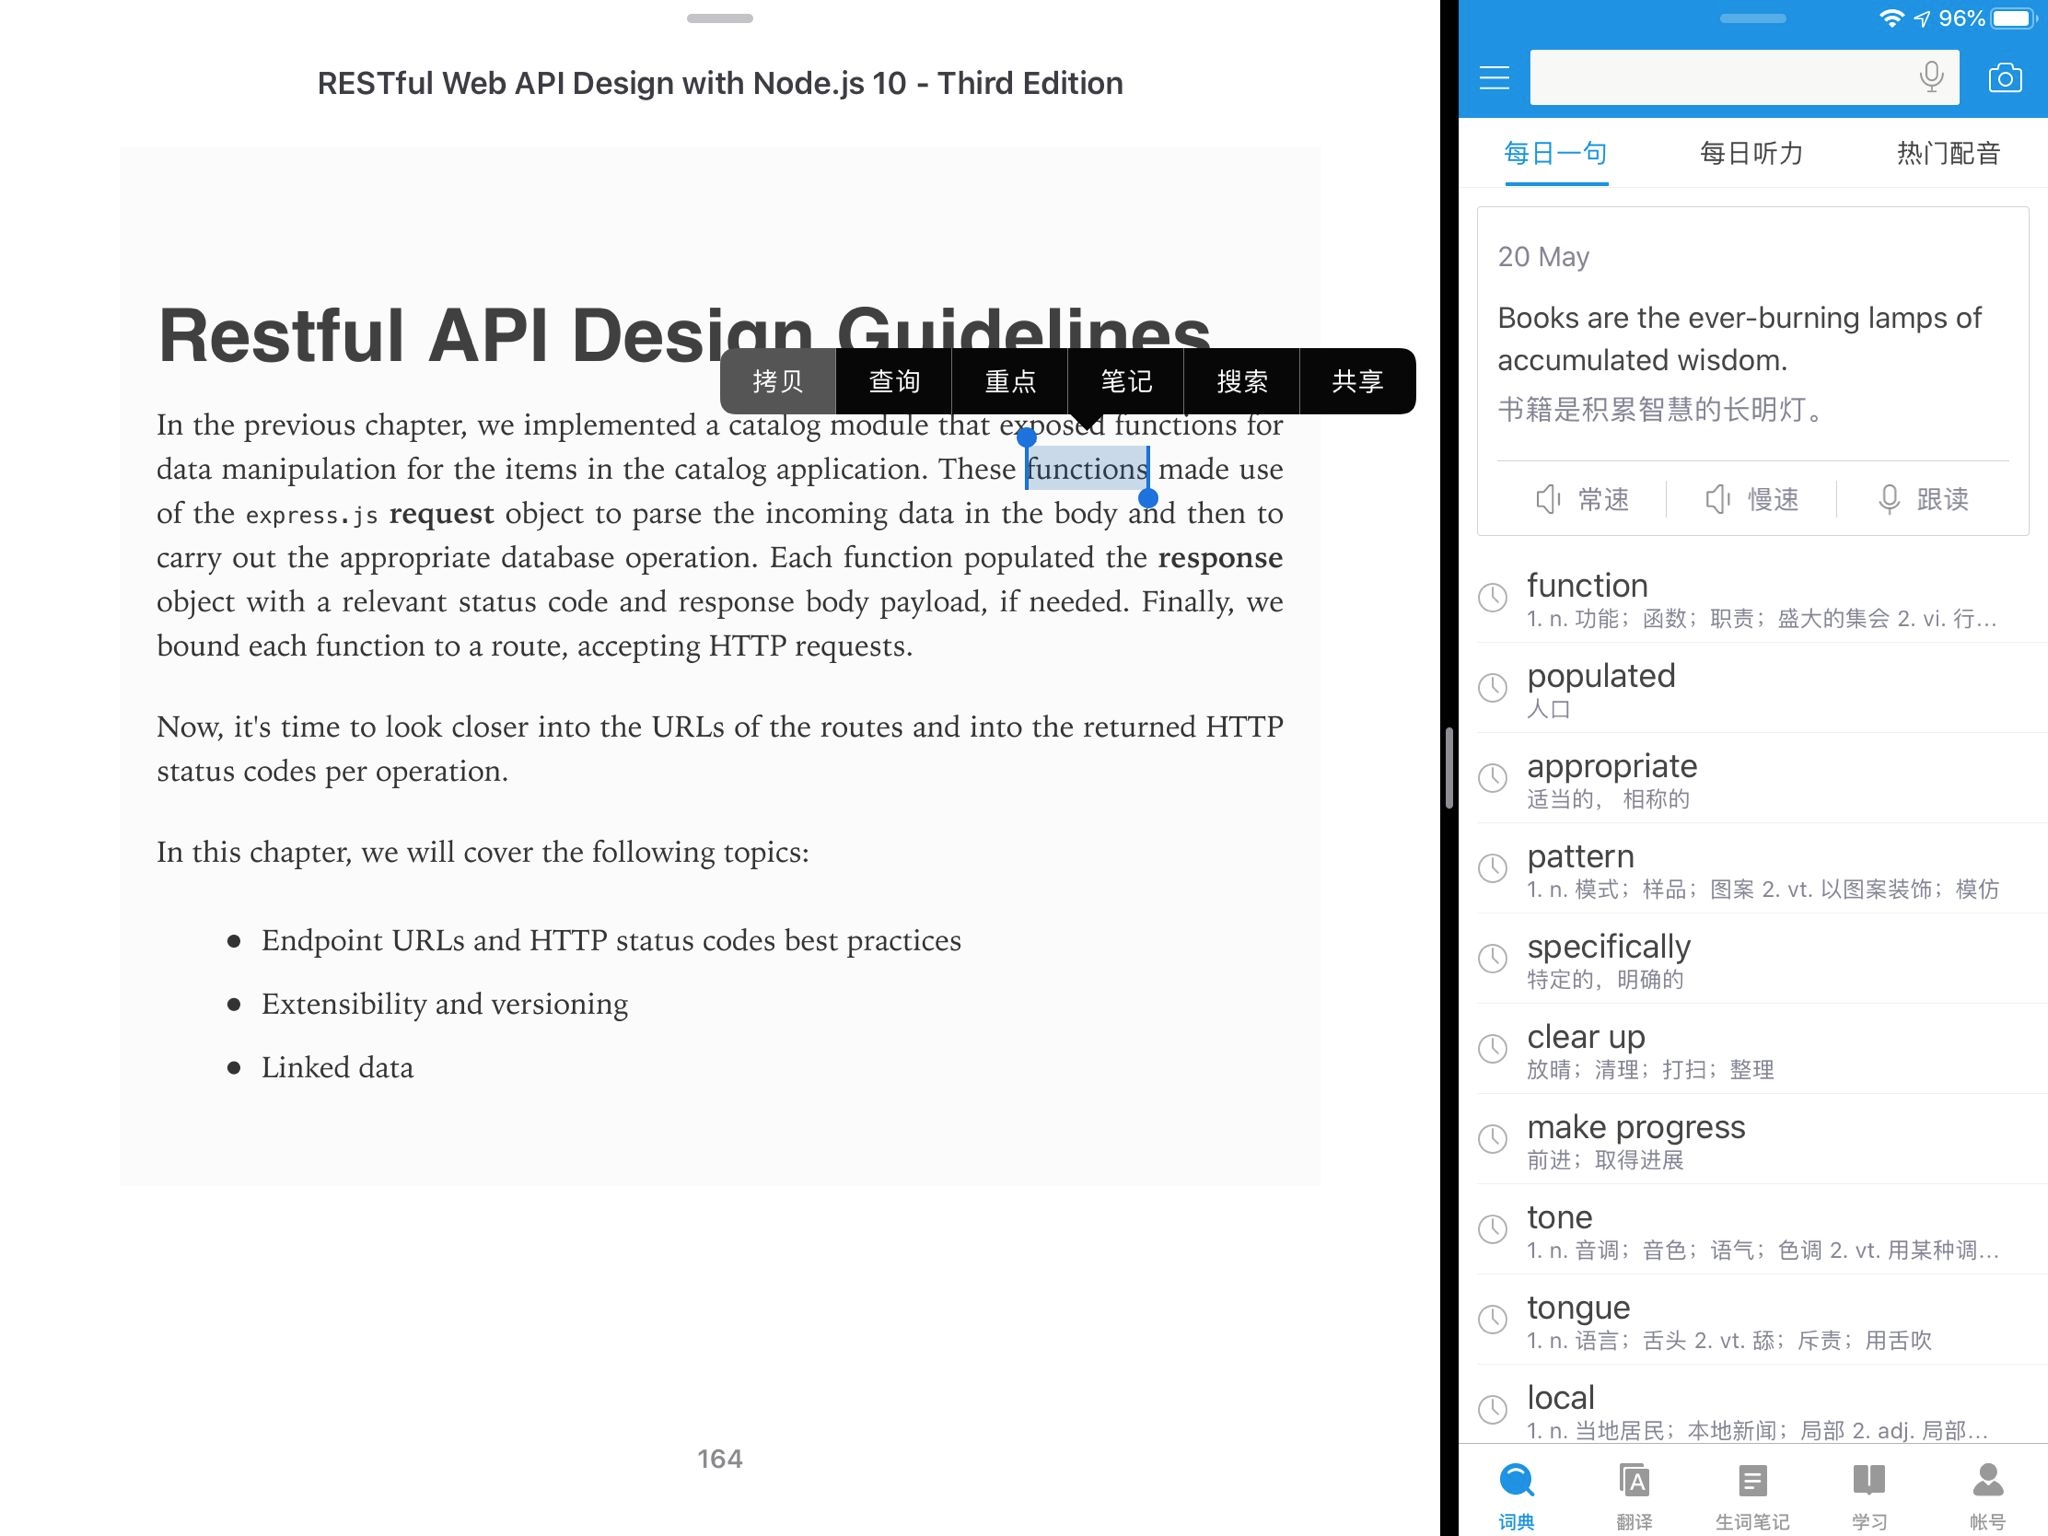 RESTful Web API Design with Node.js 10 - Third Edition
Restful API Design Guidelines
拷贝 查询 重点 笔记 搜索 共享
In the previous chapter, we implemented a catalog module that exposed functions for
data manipulation for the items in the catalog application. These functions made use
of the express.js request object to parse the incoming data in the body and then to
carry out the appropriate database operation. Each function populated the response
object with a relevant status code and response body payload, if needed. Finally, we
bound each function to a route, accepting HTTP requests.
Now, it's time to look closer into the URLs of the routes and into the returned HTTP
status codes per operation.
In this chapter, we will cover the following topics:
● Endpoint URLs and HTTP status codes best practices
● Extensibility and versioning
● Linked data
164
96%
每日一句 每日听力 热门配音
20 May
Books are the ever-burning lamps of
accumulated wisdom.
书籍是积累智慧的长明灯。
常速 慢速 跟读
function
1. n. 功能；函数；职责；盛大的集会 2. vi. 行...
populated
人口
appropriate
适当的， 相称的
pattern
1. n. 模式；样品；图案 2. vt. 以图案装饰；模仿
specifically
特定的，明确的
clear up
放晴；清理；打扫；整理
make progress
前进；取得进展
tone
1. n. 音调；音色；语气；色调 2. vt. 用某种调...
tongue
1. n. 语言；舌头 2. vt. 舔；斥责；用舌吹
local
1. n. 当地居民；本地新闻；局部 2. adj. 局部...
词典 翻译 生词笔记 学习 帐号